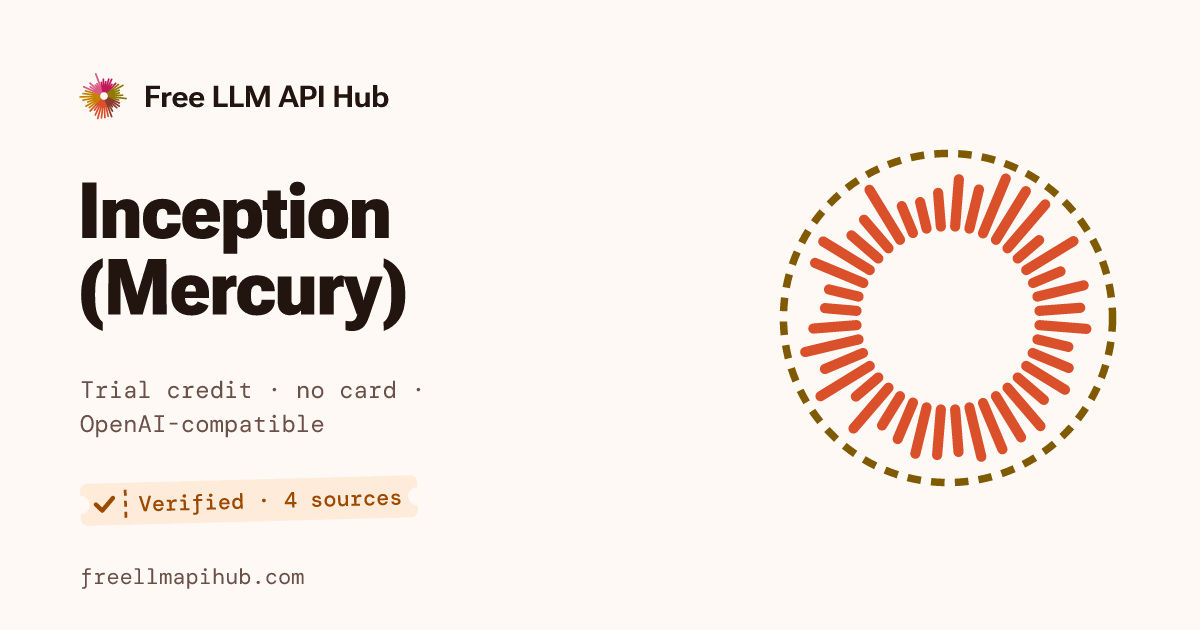 Free LLM API Hub
Inception
(Mercury)
Trial credit · no card ·
OpenAI-compatible
Verified · 4 sources
freellmapihub.com